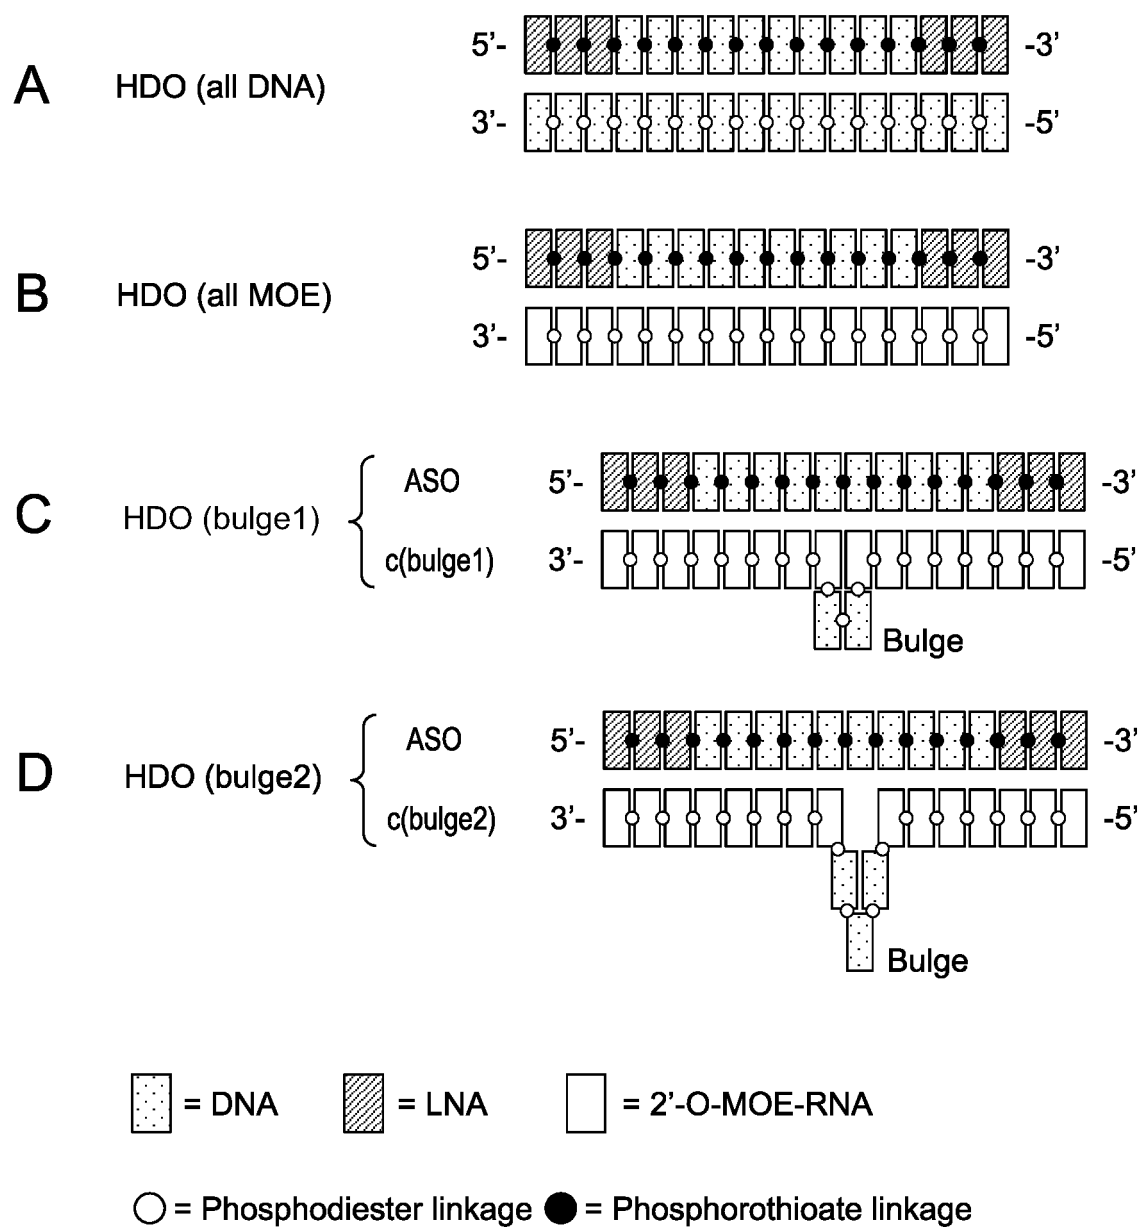 5’- -3’
A HDO (all DNA)
3’- -5’
5’- -3’
B HDO (all MOE)
3’- -5’
ASO 5’- -3’
C HDO (bulge1)
c(bulge1) 3’- -5’
Bulge
ASO 5’- -3’
D HDO (bulge2)
c(bulge2) 3’- -5’
Bulge
= DNA = LNA = 2’-O-MOE-RNA
= Phosphodiester linkage = Phosphorothioate linkage